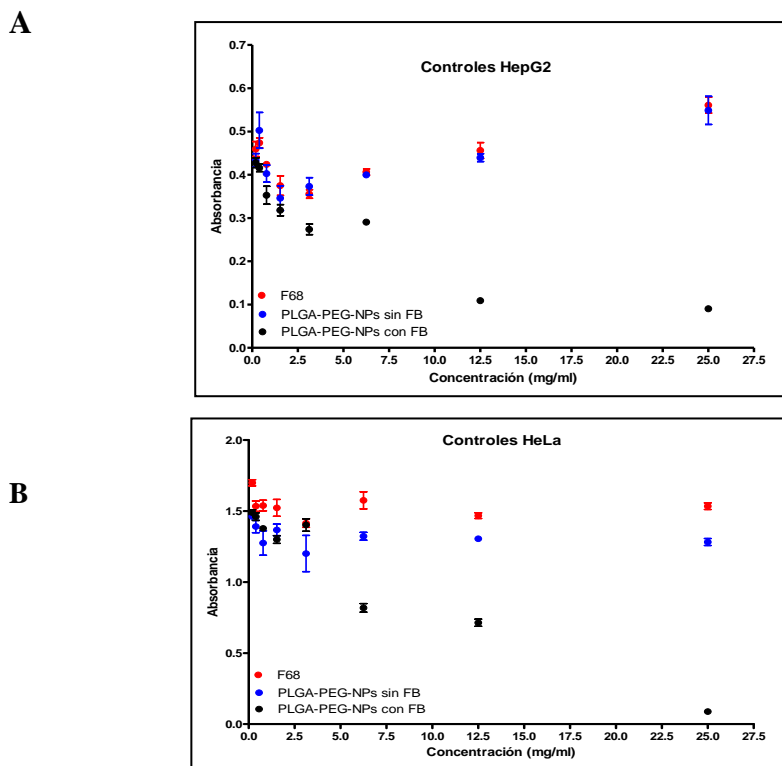 A
Controles HepG2
0.7
0.6
0.5
0.4
0.3
0.2
0.1
0.0
Absorbancia
F68
PLGA-PEG-NPs sin FB
PLGA-PEG-NPs con FB
0.0 2.5 5.0 7.5 10.0 12.5 15.0 17.5 20.0 22.5 25.0 27.5
Concentración (mg/ml)
B
Controles HeLa
2.0
1.5
1.0
0.5
0.0
Absorbancia
F68
PLGA-PEG-NPs sin FB
PLGA-PEG-NPs con FB
0.0 2.5 5.0 7.5 10.0 12.5 15.0 17.5 20.0 22.5 25.0 27.5
Concentración (mg/ml)